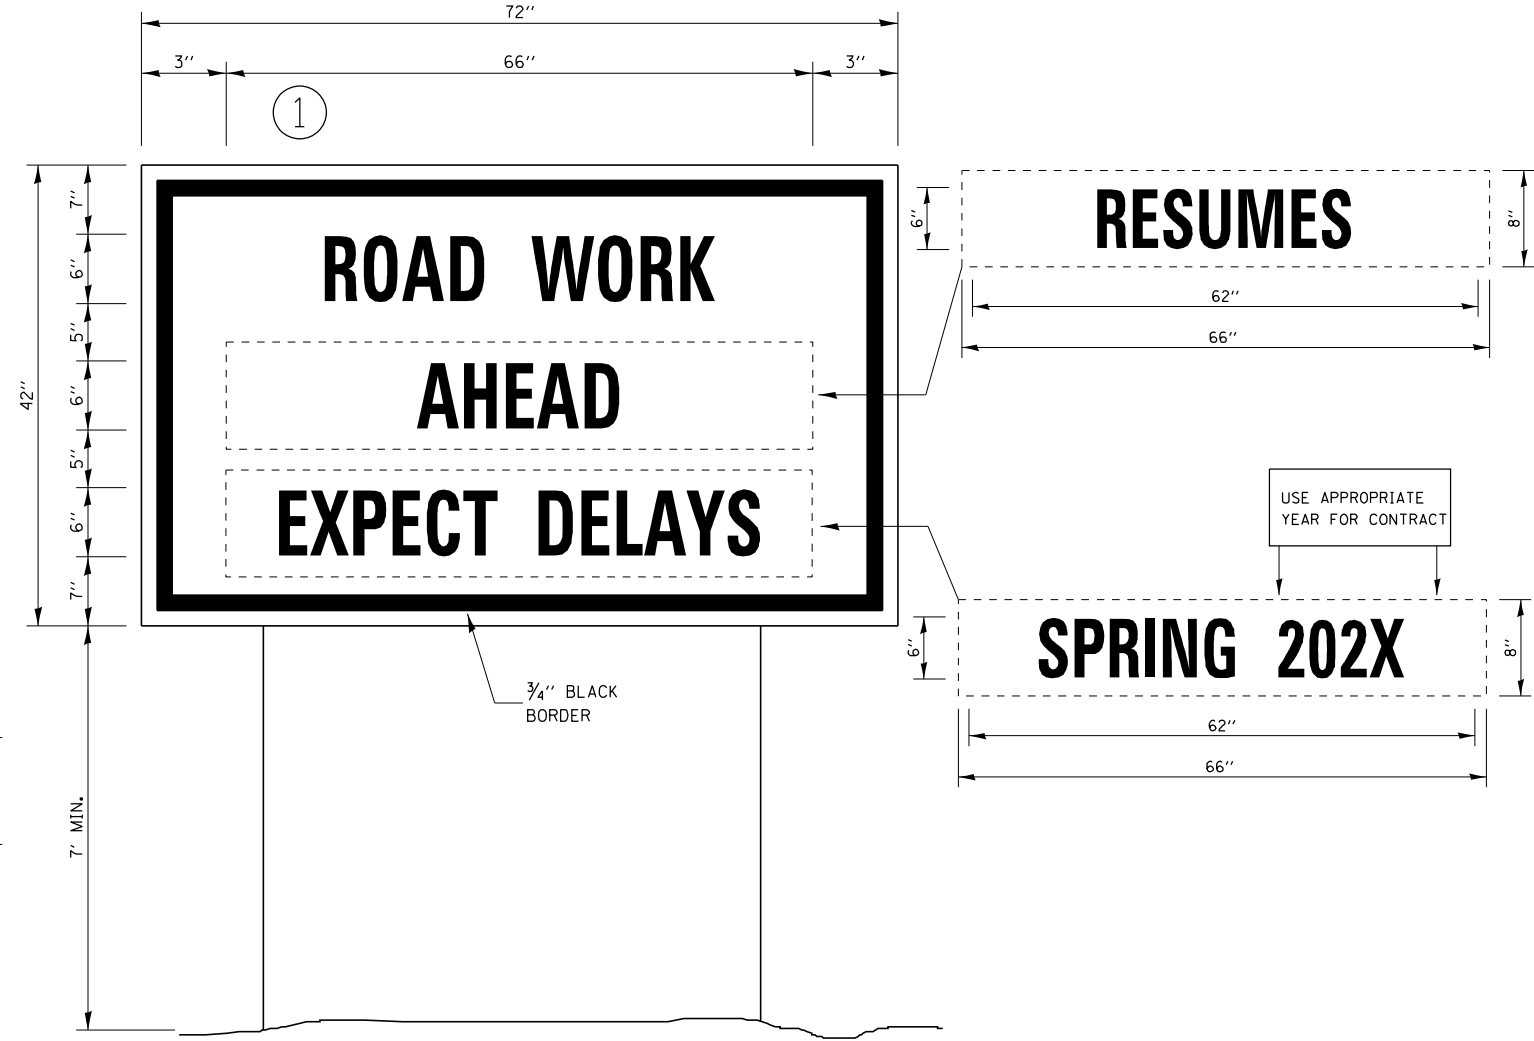 72''
3'' 66'' 3''
1
7''
6''
5''
6''
5''
6''
7''
42''
7' MIN.
ROAD WORK
AHEAD
EXPECT DELAYS
3/4'' BLACK
BORDER
6''
RESUMES
8''
62''
66''
USE APPROPRIATE
YEAR FOR CONTRACT
6''
SPRING 202X
8''
62''
66''